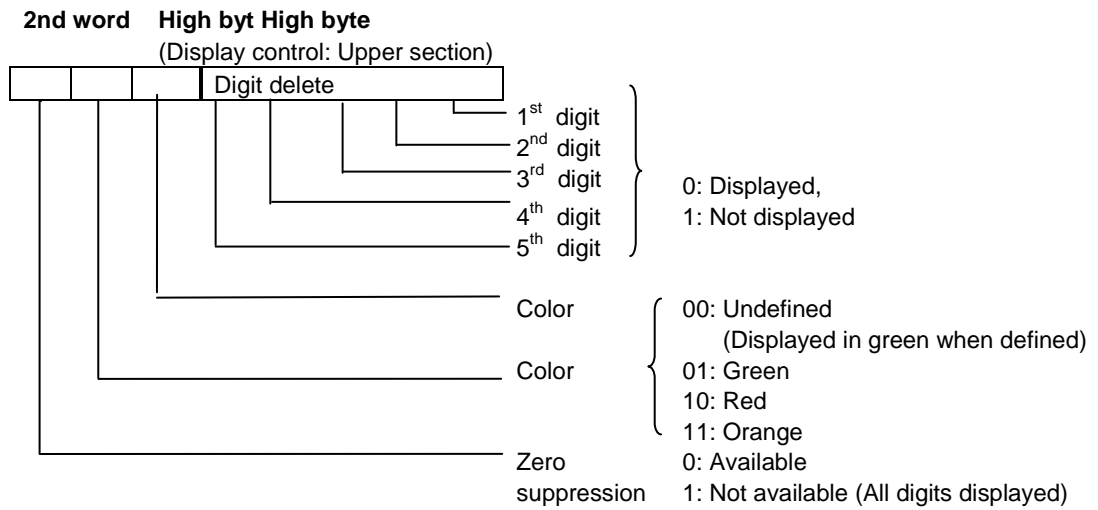 2nd word High byt High byte
(Display control: Upper section)
Digit delete
1st digit
2nd digit
3rd digit
4th digit
5th digit
0: Displayed,
1: Not displayed
Color
00: Undefined
(Displayed in green when defined)
Color
01: Green
10: Red
11: Orange
Zero
suppression
0: Available
1: Not available (All digits displayed)